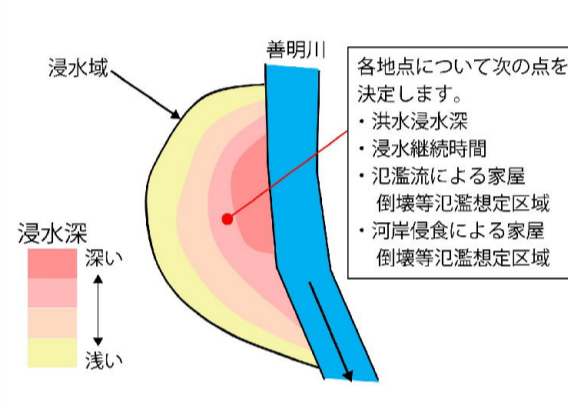 善明川
浸水域
各地点について次の点を
決定します。
・洪水浸水深
・浸水継続時間
・氾濫流による家屋
倒壊等氾濫想定区域
・河岸侵食による家屋
倒壊等氾濫想定区域
浸水深
深い
浅い